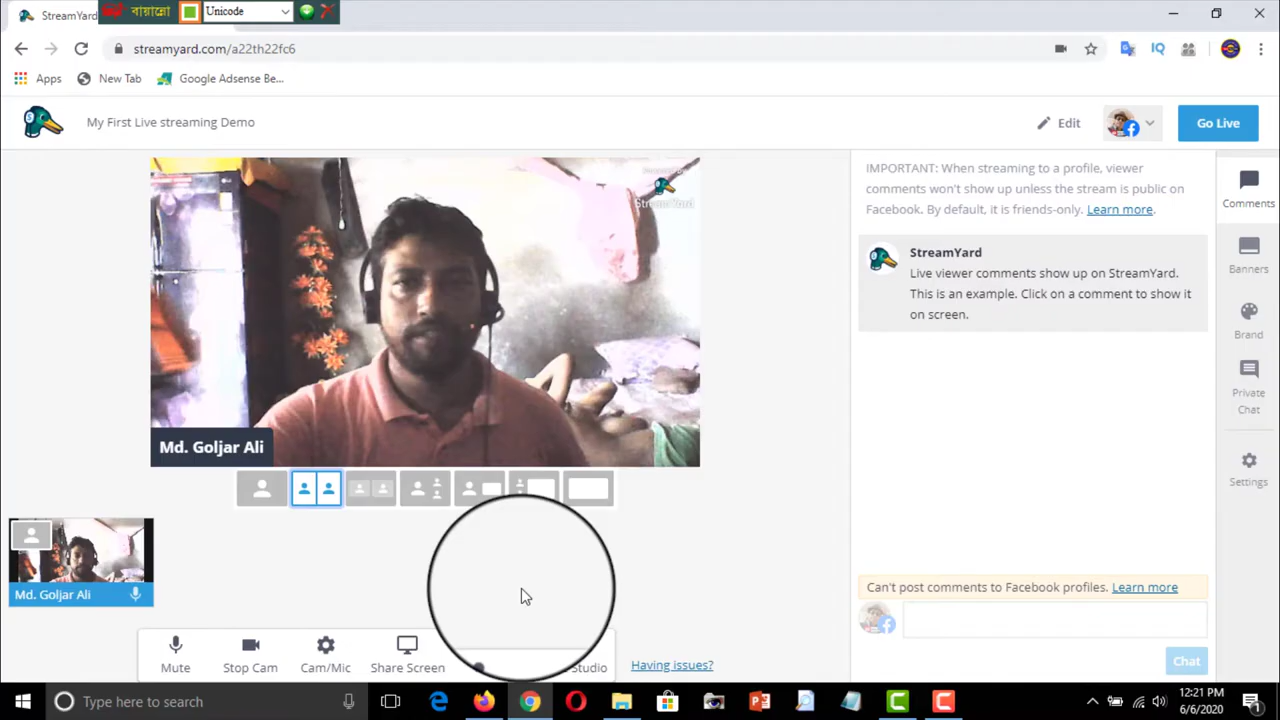 StreamYard
বায়ান্নো
Unicode
streamyard.com/a22th22fc6
Apps
New Tab
Google Adsense Be...
My First Live streaming Demo
Edit
Go Live
StreamYard
Md. Goljar Ali
IMPORTANT: When streaming to a profile, viewer
comments won't show up unless the stream is public on
Facebook. By default, it is friends-only. Learn more.
StreamYard
Live viewer comments show up on StreamYard.
This is an example. Click on a comment to show it
on screen.
Comments
Banners
Brand
Private
Chat
Settings
Md. Goljar Ali
Can't post comments to Facebook profiles. Learn more
Chat
Mute
Stop Cam
Cam/Mic
Share Screen
Studio
Having issues?
Type here to search
12:21 PM
6/6/2020